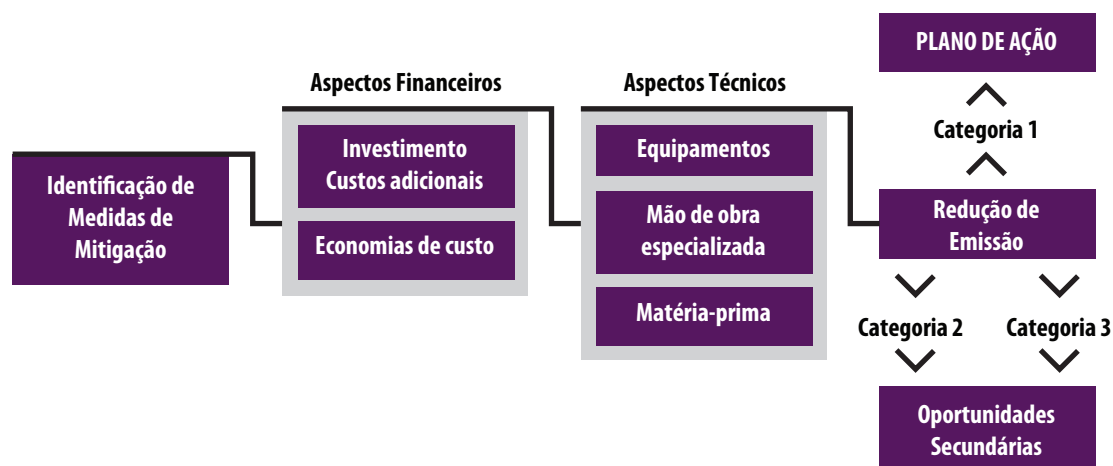 Identificação de
Medidas de
Mitigação
Aspectos Financeiros
Investimento
Custos adicionais
Economias de custo
Aspectos Técnicos
Equipamentos
Mão de obra
especializada
Matéria-prima
PLANO DE AÇÃO
Categoria 1
Redução de
Emissão
Categoria 2
Categoria 3
Oportunidades
Secundárias